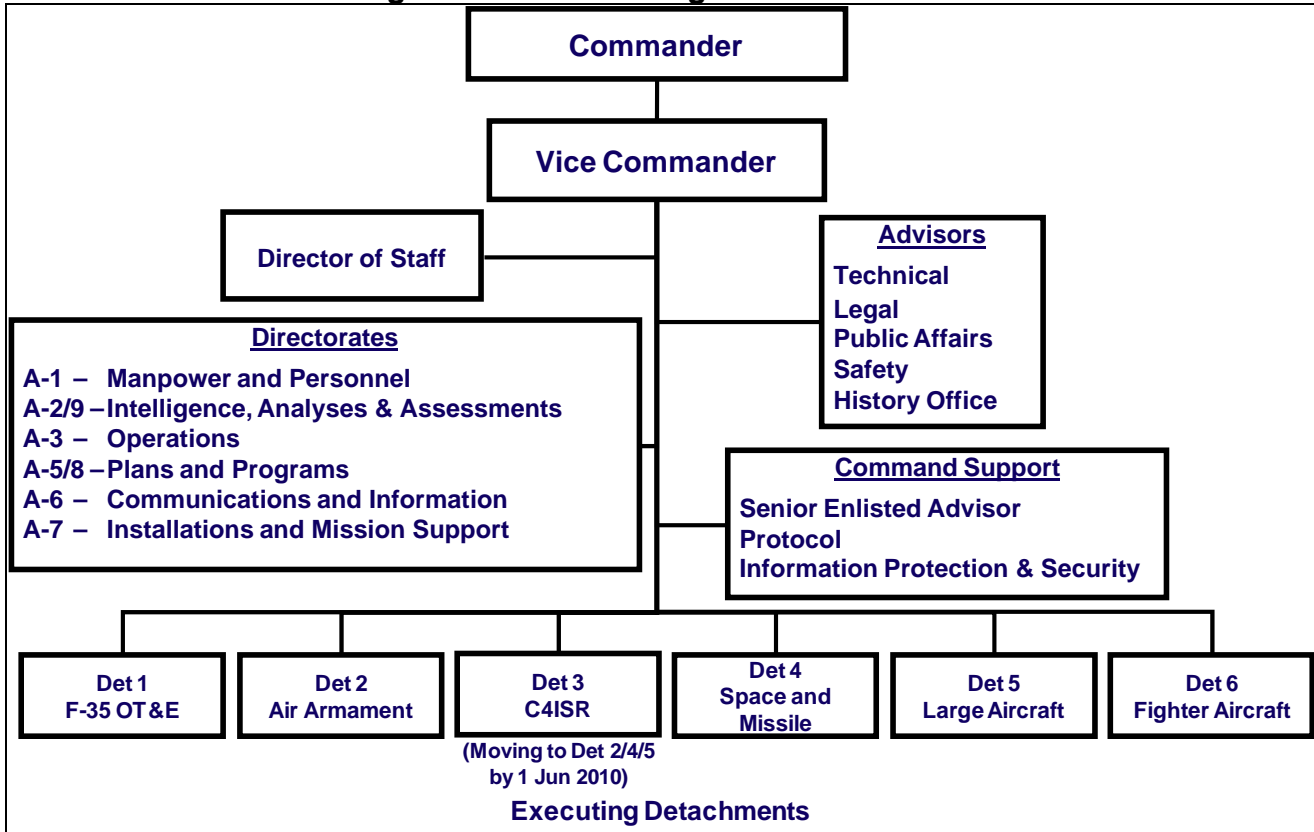 Commander
Vice Commander
Director of Staff
Advisors
Technical
Legal
Public Affairs
Safety
History Office
Directorates
A-1 – Manpower and Personnel
A-2/9 – Intelligence, Analyses & Assessments
A-3 – Operations
A-5/8 – Plans and Programs
A-6 – Communications and Information
A-7 – Installations and Mission Support
Command Support
Senior Enlisted Advisor
Protocol
Information Protection & Security
Det 1
F-35 OT&E
Det 2
Air Armament
Det 3
C4ISR
(Moving to Det 2/4/5
by 1 Jun 2010)
Det 4
Space and
Missile
Det 5
Large Aircraft
Det 6
Fighter Aircraft
Executing Detachments